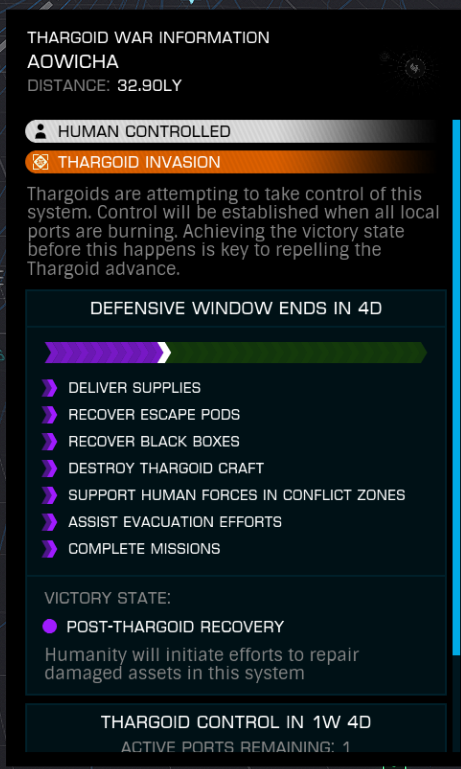 THARGOID WAR INFORMATION
AOWICHA
DISTANCE: 32.90LY
HUMAN CONTROLLED
THARGOID INVASION
Thargoids are attempting to take control of this
system. Control will be established when all local
ports are burning. Achieving the victory state
before this happens is key to repelling the
Thargoid advance.
DEFENSIVE WINDOW ENDS IN 4D
DELIVER SUPPLIES
RECOVER ESCAPE PODS
RECOVER BLACK BOXES
DESTROY THARGOID CRAFT
SUPPORT HUMAN FORCES IN CONFLICT ZONES
ASSIST EVACUATION EFFORTS
COMPLETE MISSIONS
VICTORY STATE:
POST-THARGOID RECOVERY
Humanity will initiate efforts to repair
damaged assets in this system
THARGOID CONTROL IN 1W 4D
ACTIVE PORTS REMAINING: 1